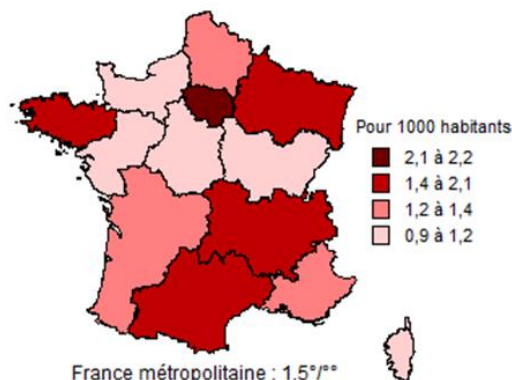 Pour 1000 habitants
2,1 à 2,2
1,4 à 2,1
1,2 à 1,4
0,9 à 1,2
France métropolitaine : 1,5°/°°